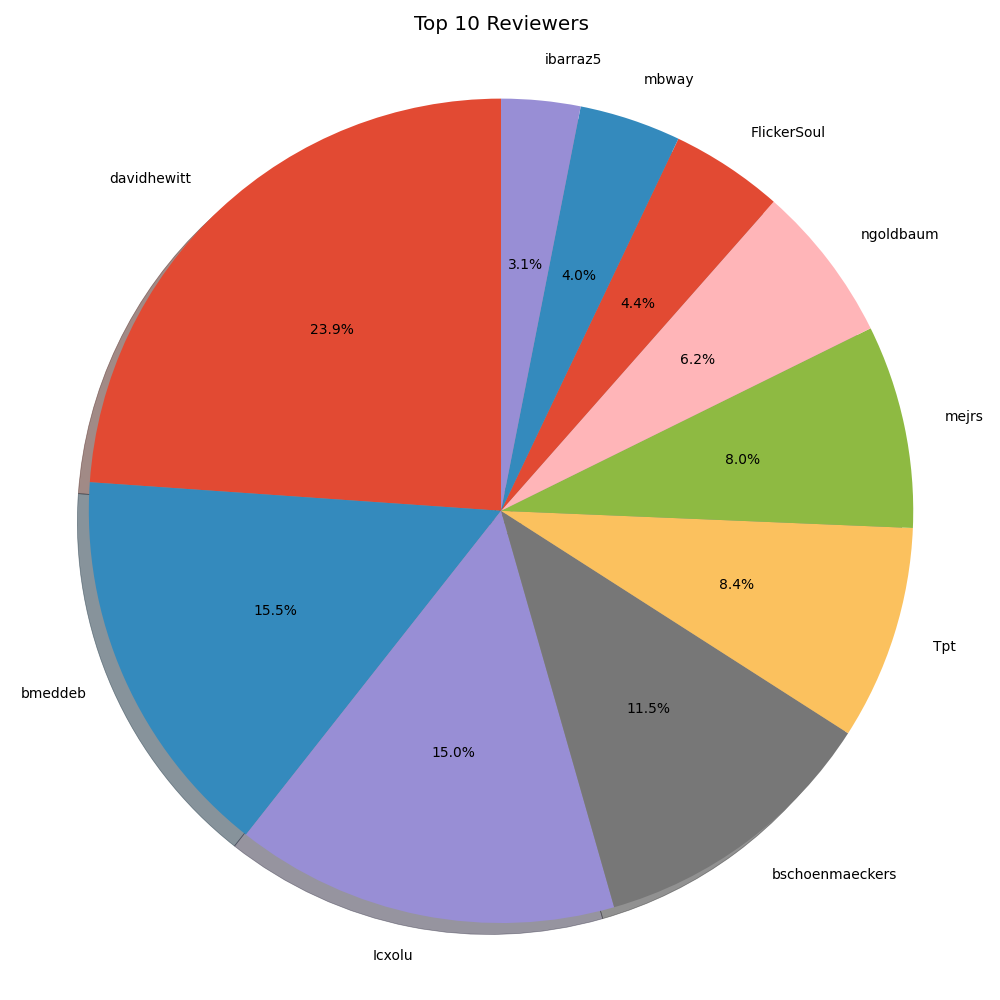 Top 10 Reviewers
ibarraz5
mbway
FlickerSoul
davidhewitt
ngoldbaum
3.1%
4.0%
4.4%
23.9%
6.2%
mejrs
8.0%
8.4%
15.5%
Tpt
bmeddeb
11.5%
15.0%
bschoenmaeckers
Icxolu